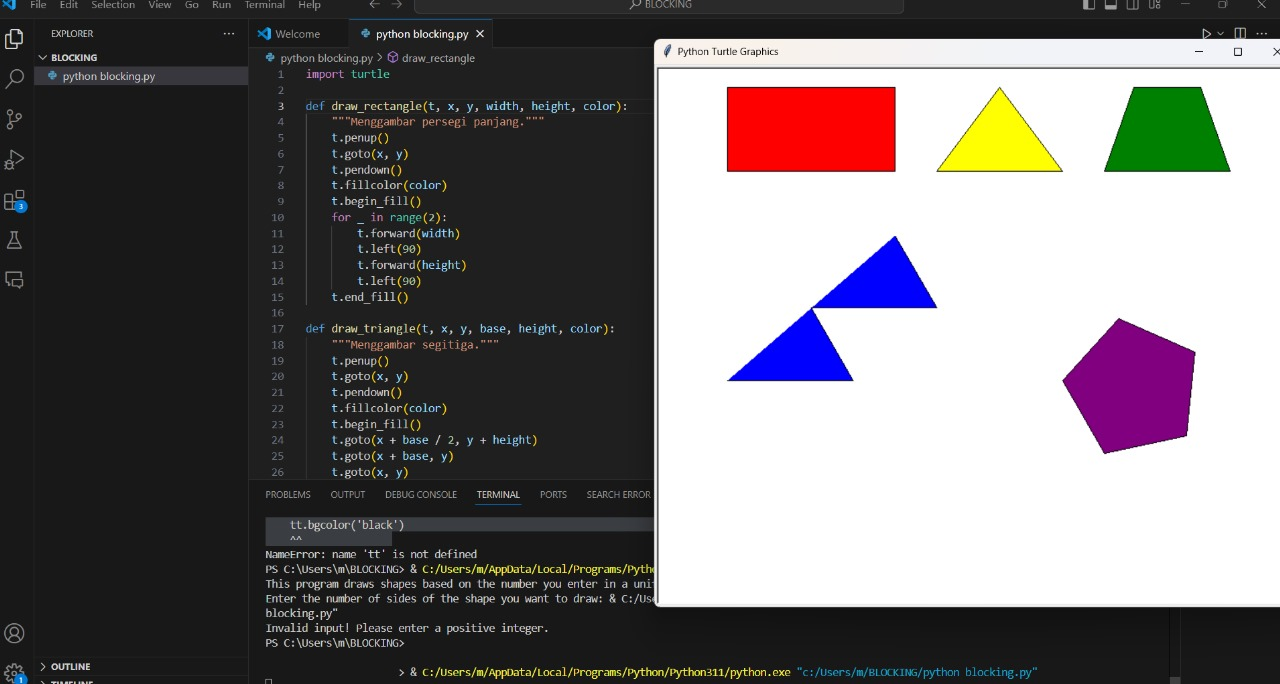 File Edit Selection View Go Run Terminal Help
BLOCKING
EXPLORER
BLOCKING
python blocking.py
Welcome
python blocking.py
python blocking.py > draw_rectangle
1 import turtle
2
3 def draw_rectangle(t, x, y, width, height, color):
4 """Menggambar persegi panjang."""
5 t.penup()
6 t.goto(x, y)
7 t.pendown()
8 t.fillcolor(color)
9 t.begin_fill()
10 for _ in range(2):
11 t.forward(width)
12 t.left(90)
13 t.forward(height)
14 t.left(90)
15 t.end_fill()
16
17 def draw_triangle(t, x, y, base, height, color):
18 """Menggambar segitiga."""
19 t.penup()
20 t.goto(x, y)
21 t.pendown()
22 t.fillcolor(color)
23 t.begin_fill()
24 t.goto(x + base / 2, y + height)
25 t.goto(x + base, y)
26 t.goto(x, y)
Python Turtle Graphics
PROBLEMS OUTPUT DEBUG CONSOLE TERMINAL PORTS SEARCH ERROR
tt.bgcolor('black')
^^
NameError: name 'tt' is not defined
PS C:\Users\m\BLOCKING> & C:/Users/m/AppData/Local/Programs/Pytho
This program draws shapes based on the number you enter in a uni
Enter the number of sides of the shape you want to draw: & C:/Use
blocking.py"
Invalid input! Please enter a positive integer.
PS C:\Users\m\BLOCKING>
> & C:/Users/m/AppData/Local/Programs/Python/Python311/python.exe "c:/Users/m/BLOCKING/python blocking.py"
3
1
OUTLINE
TIMELINE